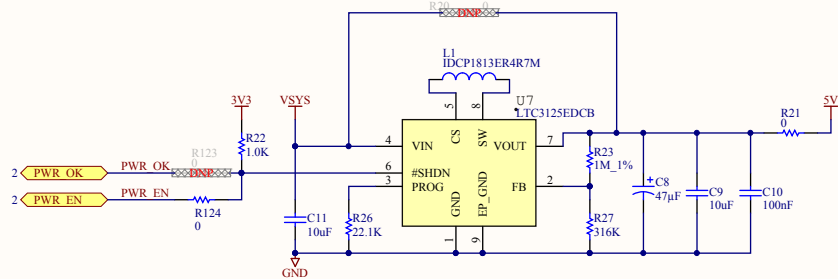 R20 0
DNP
L1
IDCP1813ER4R7M
U7
LTC3125EDCB
3V3
VSYS
5V
5
8
CS
SW
R21
0
R22
1.0K
4
VIN
VOUT
7
R23
1M_1%
R123
0
DNP
2
PWR_OK
PWR_OK
6
#SHDN
3
PROG
FB
2
C8
47µF
C9
10uF
C10
100nF
2
PWR_EN
PWR_EN
R124
0
C11
10uF
R26
22.1K
GND
EP_GND
R27
316K
1
9
GND